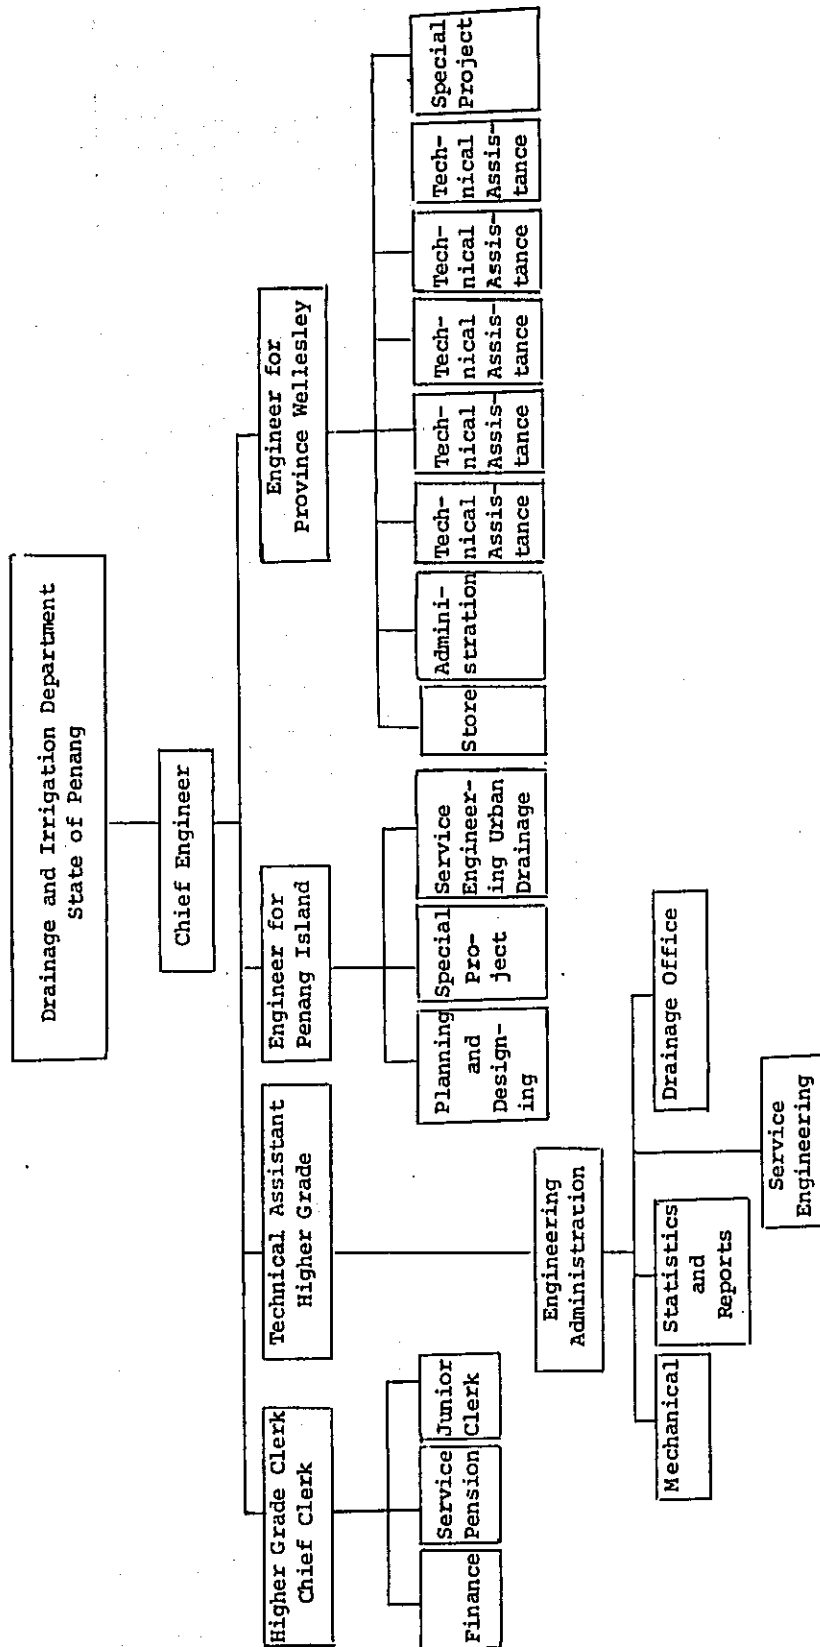 Drainage and Irrigation Department
State of Penang
Chief Engineer
Higher Grade Clerk
Chief Clerk
Technical Assistant
Higher Grade
Engineer for
Penang Island
Engineer for
Province Wellesley
Finance
Service
Pension
Junior
Clerk
Planning
and
Design-
ing
Special
Pro-
ject
Service
Engineer-
ing Urban
Drainage
Store
Admini-
stration
Tech-
nical
Assis-
tance
Tech-
nical
Assis-
tance
Tech-
nical
Assis-
tance
Tech-
nical
Assis-
tance
Tech-
nical
Assis-
tance
Special
Project
Engineering
Administration
Mechanical
Statistics
and
Reports
Drainage Office
Service
Engineering